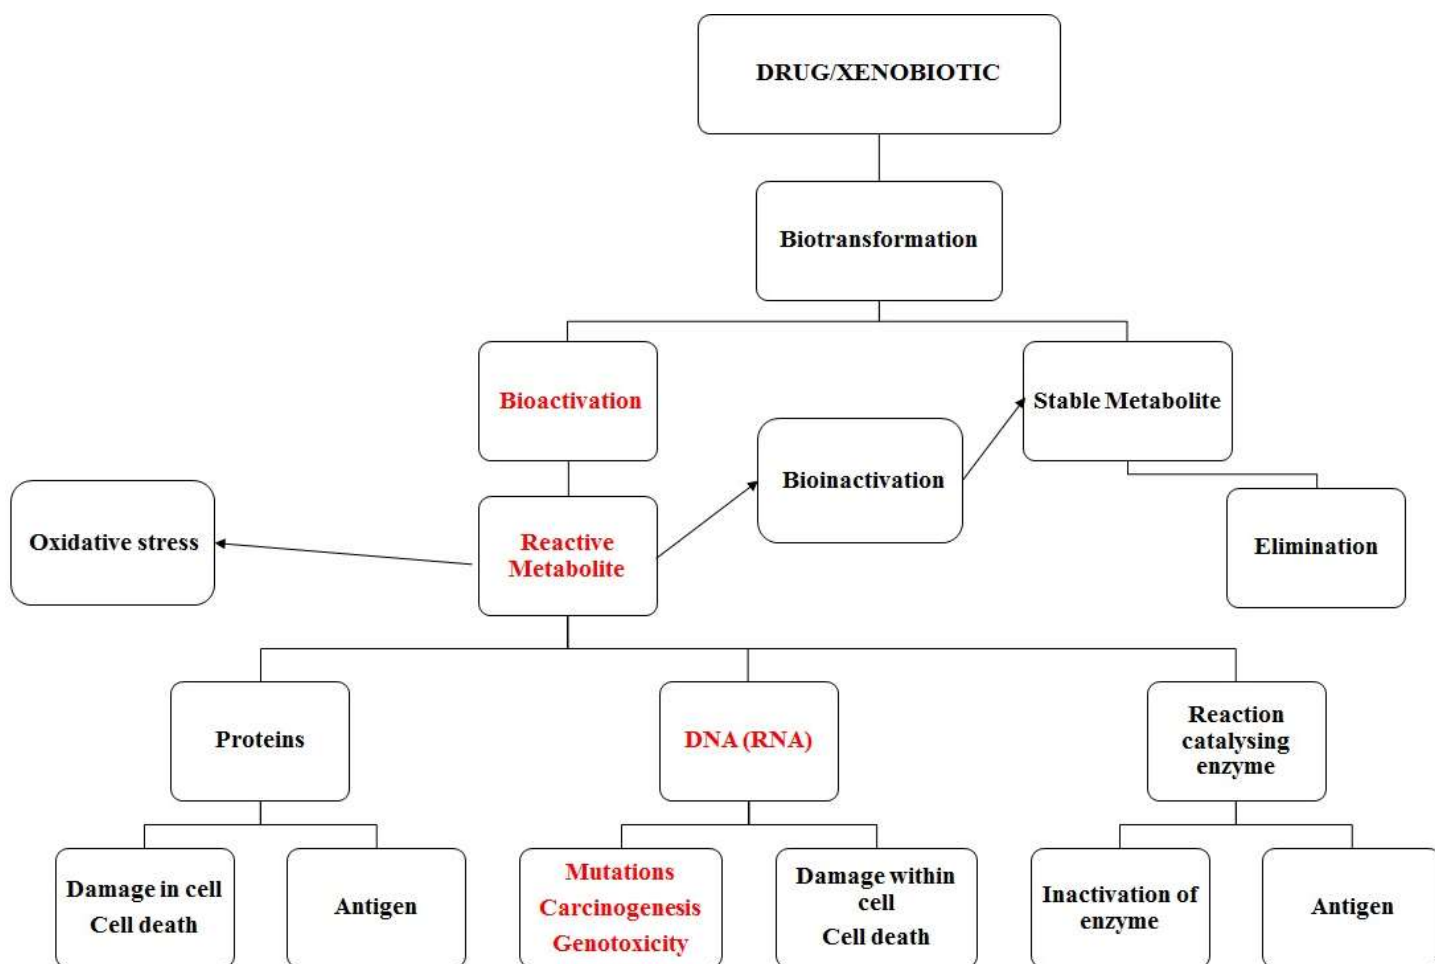 DRUG/XENOBIOTIC
Biotransformation
Bioactivation
Stable Metabolite
Bioinactivation
Oxidative stress
Reactive
Metabolite
Elimination
Proteins
DNA (RNA)
Reaction
catalysing
enzyme
Damage in cell
Cell death
Antigen
Mutations
Carcinogenesis
Genotoxicity
Damage within
cell
Cell death
Inactivation of
enzyme
Antigen